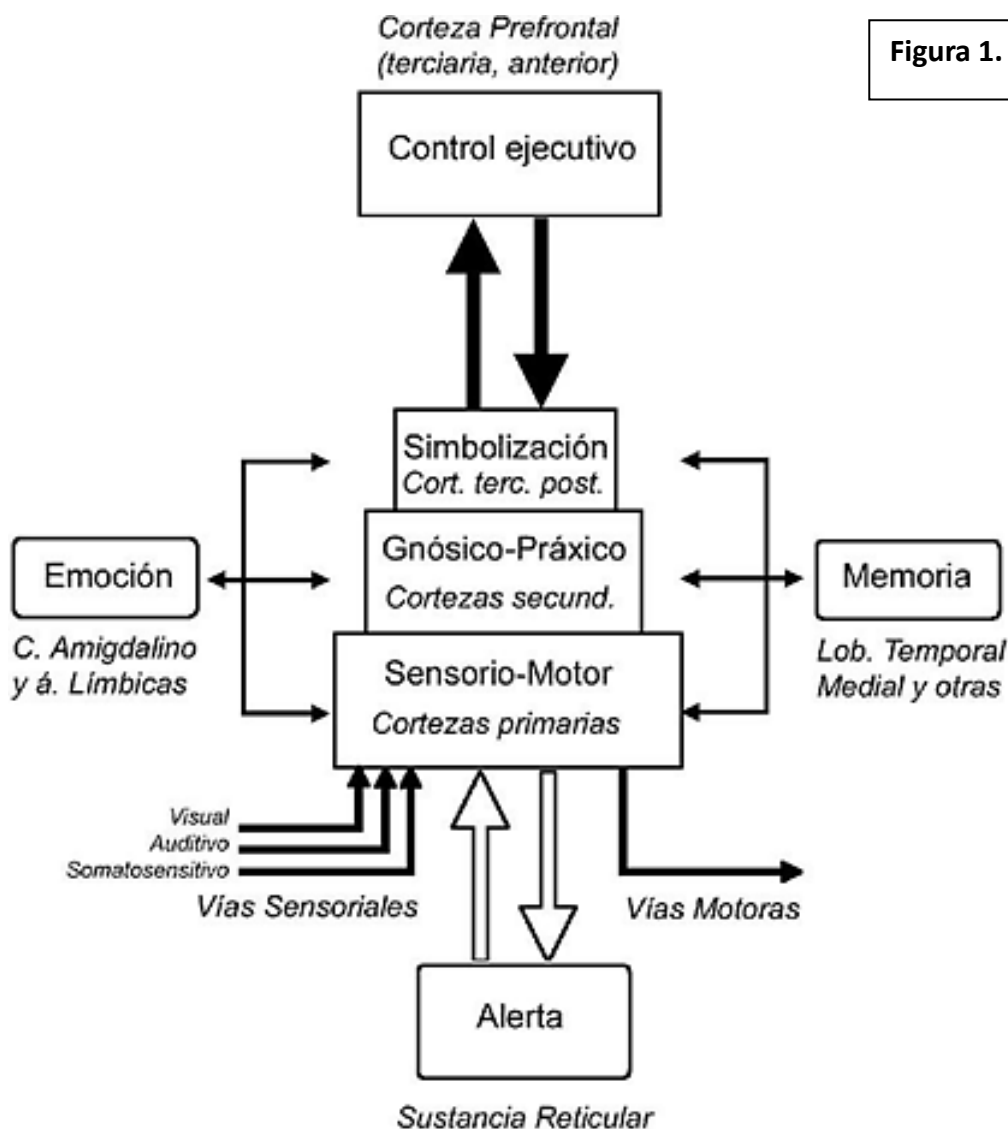 Corteza Prefrontal
(terciaria, anterior)
Figura 1.
Control ejecutivo
Simbolización
Cort. terc. post.
Gnósico-Práxico
Cortezas secund.
Emoción
C. Amigdalino
y á. Límbicas
Memoria
Lob. Temporal
Medial y otras
Sensorio-Motor
Cortezas primarias
Visual
Auditivo
Somatosensitivo
Vías Sensoriales
Vías Motoras
Alerta
Sustancia Reticular